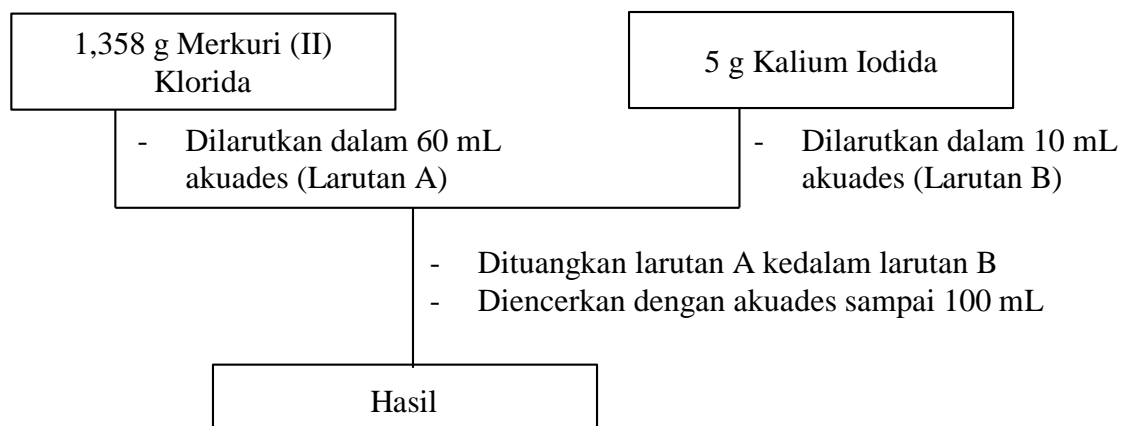 1,358 g Merkuri (II)
Klorida
5 g Kalium Iodida
- Dilarutkan dalam 60 mL
akuades (Larutan A)
- Dilarutkan dalam 10 mL
akuades (Larutan B)
- Dituangkan larutan A kedalam larutan B
- Diencerkan dengan akuades sampai 100 mL
Hasil